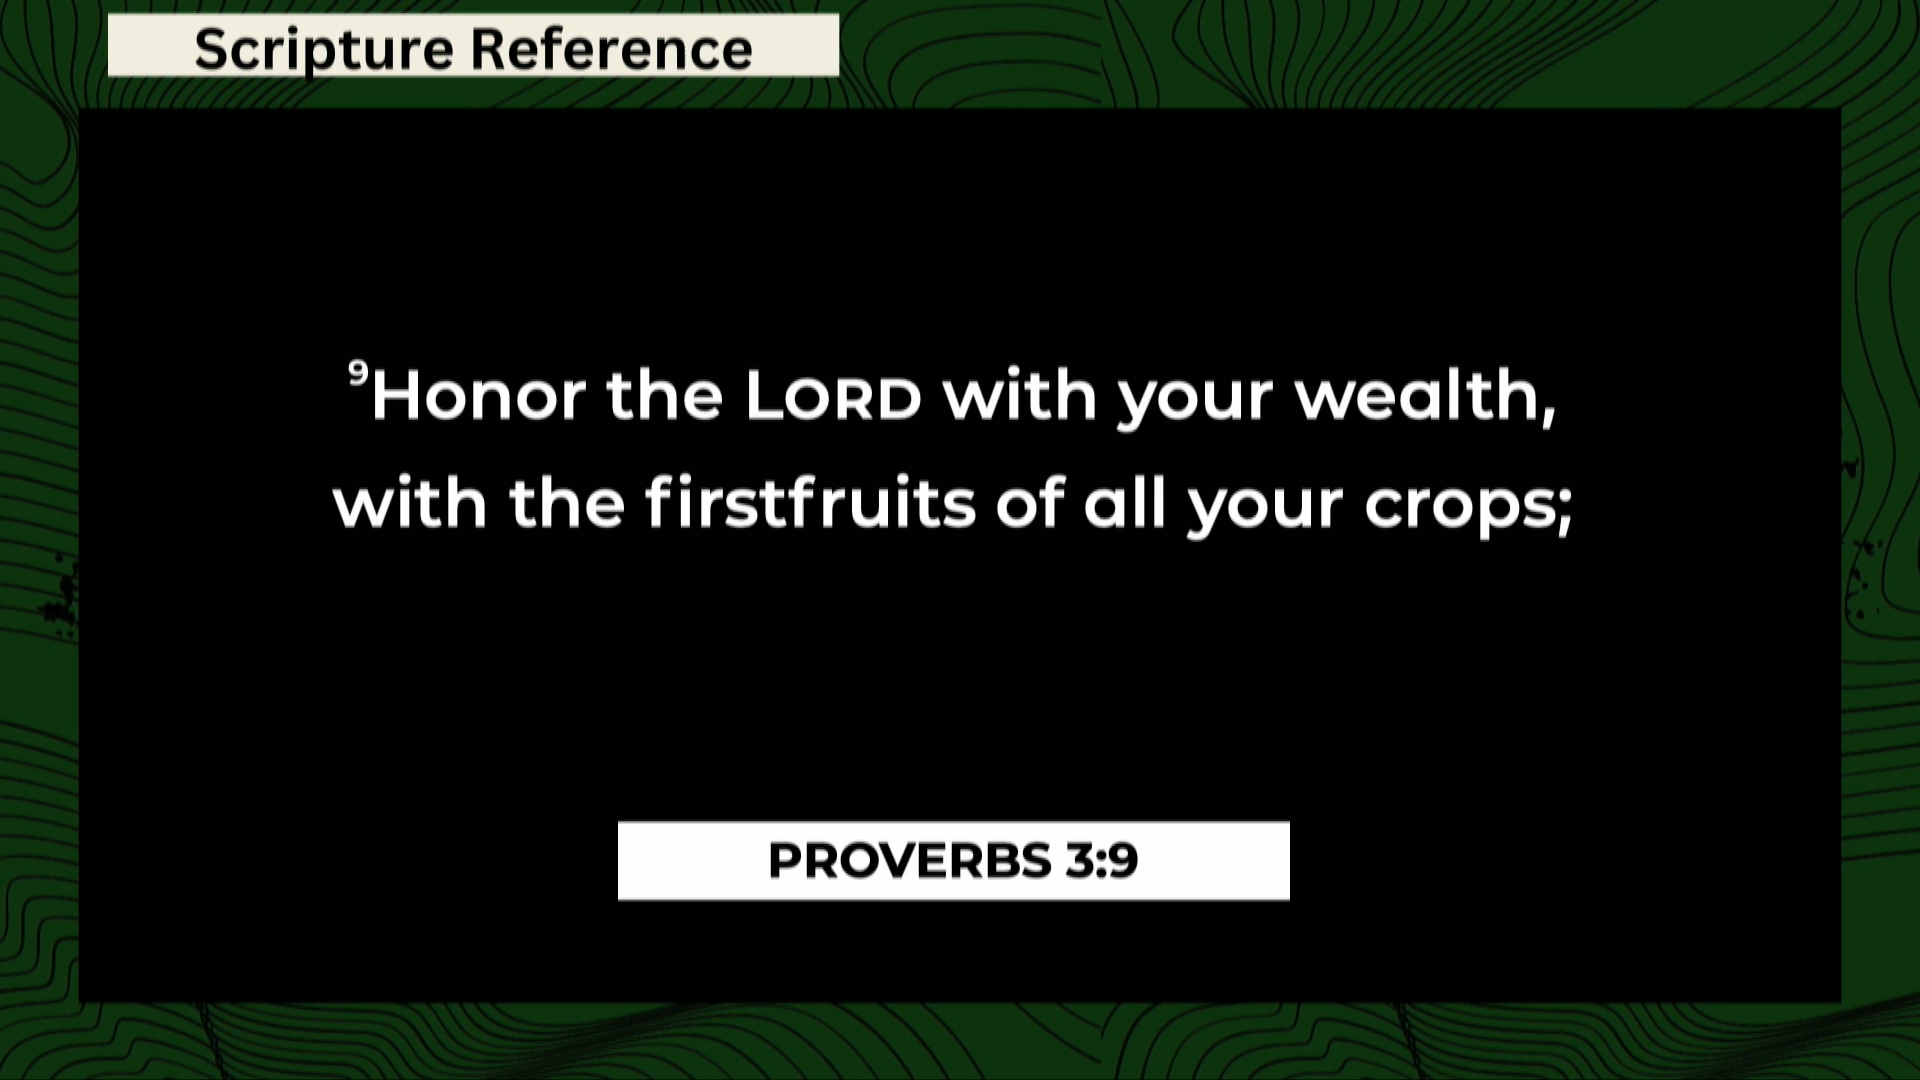 Scripture Reference
⁹Honor the LORD with your wealth,
with the firstfruits of all your crops;
PROVERBS 3:9